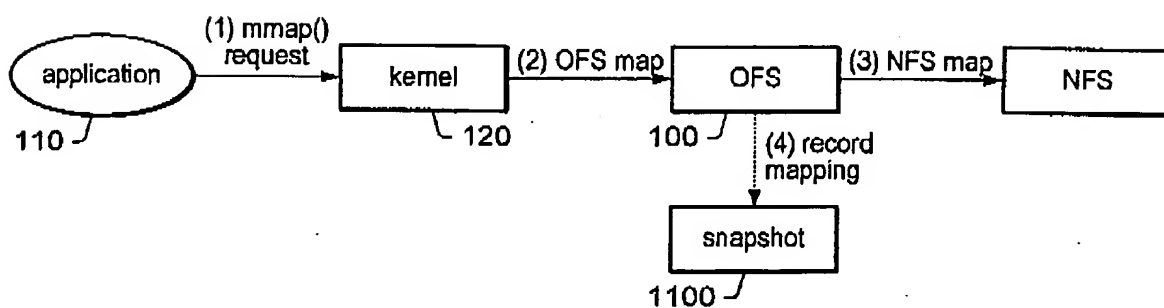 (1) mmap()
request
application
kernel
(2) OFS map
OFS
(3) NFS map
NFS
110
120
100
(4) record
mapping
snapshot
1100